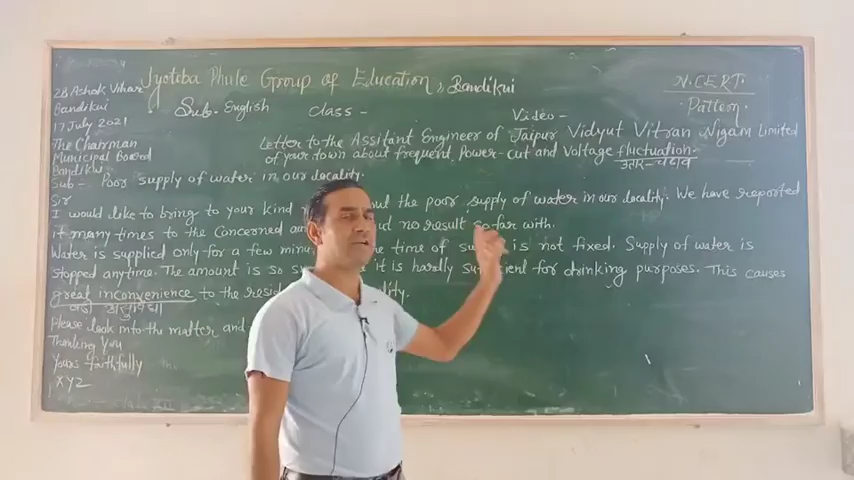 Jyotoba Phule Group of Education, Bandikui
N.CERT.
Pattern
Sub. English class - Video -
28 Ashok Vihar
Bandikui
17 July 2021
The Chairman
Municipal Board
Bandikui
Letter to the Assitant Engineer of Jaipur Vidyut Vitran Nigam Limited
of your town about frequent Power-cut and Voltage fluctuation.
उतार-चढाव
Sub- Poor supply of water in our locality.
Sir
I would like to bring to your kind the poor supply of water in our locality. We have reported
it many times to the Concerned no result so far with.
Water is supplied only for a few time of is not fixed. Supply of water is
stopped anytime. The amount is so it is hardly for drinking purposes. This causes
great inconvenience to the
बड़ी असुविधा
Please look into the matter and
Thanking You
Yours faithfully
XYZ